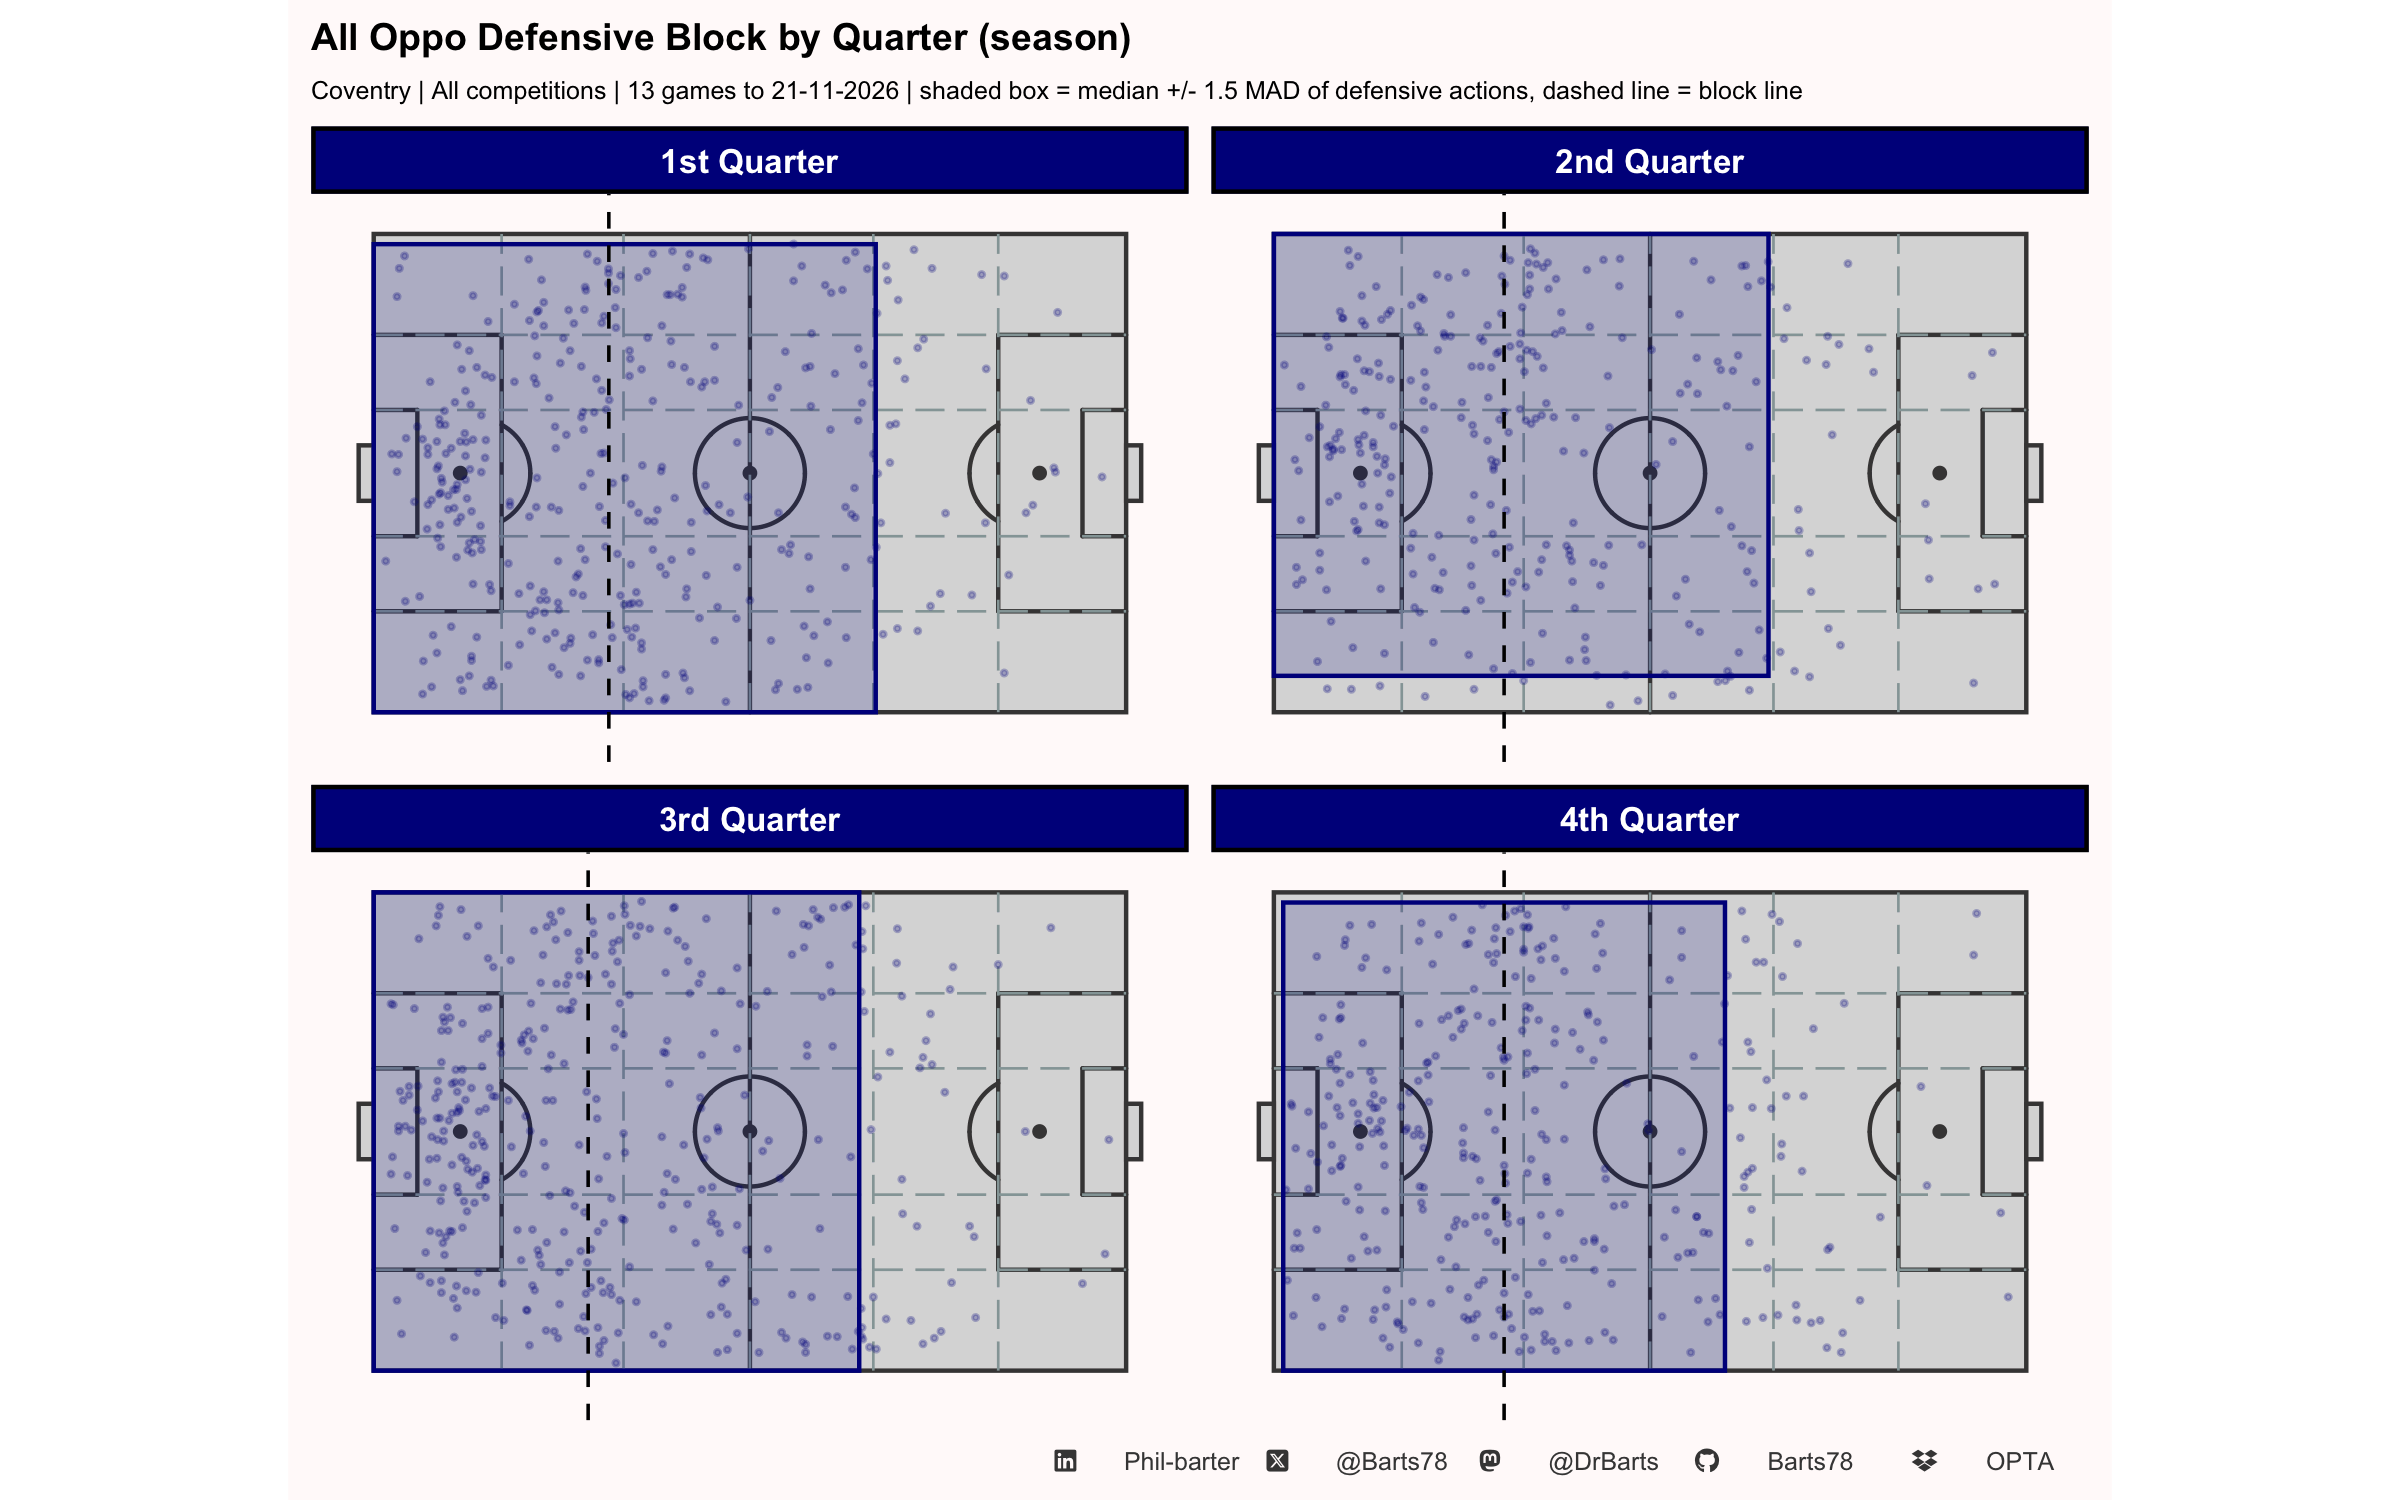 All Oppo Defensive Block by Quarter (season)
Coventry | All competitions | 13 games to 21-11-2026 | shaded box = median +/- 1.5 MAD of defensive actions, dashed line = block line
1st Quarter
2nd Quarter
3rd Quarter
4th Quarter
Phil-barter @Barts78 @DrBarts Barts78 OPTA